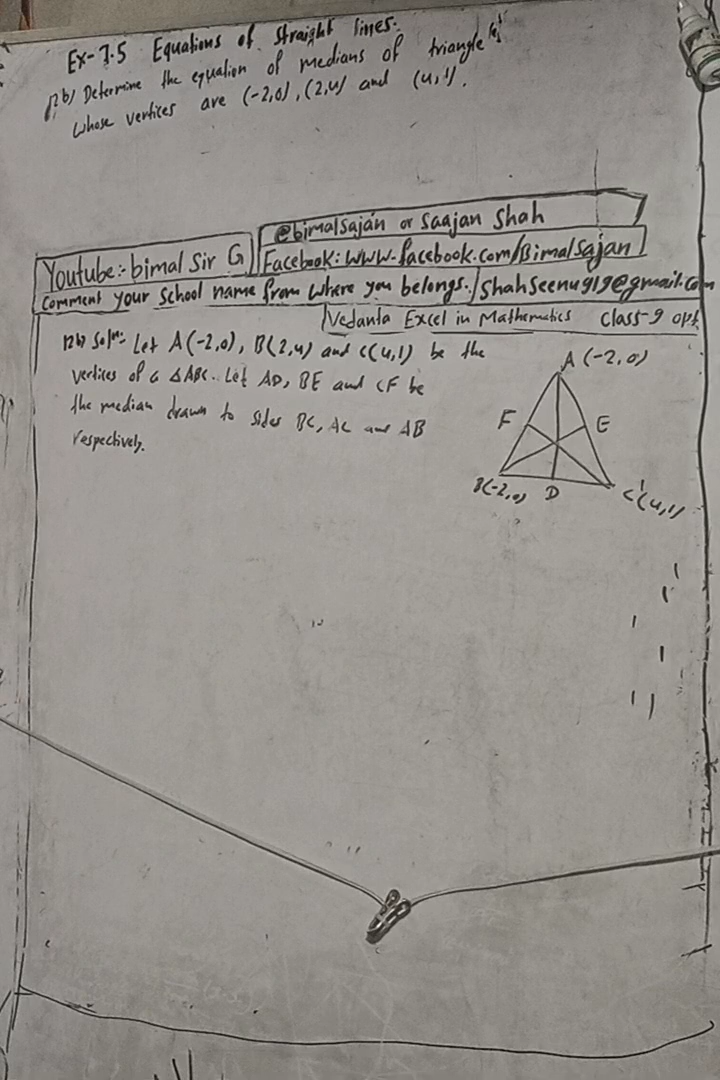 Ex-7.5 Equations of Straight lines.
12b) Determine the equation of medians of triangle
whose vertices are (-2,0), (2,4) and (4,1).
@bimalsajan or Saajan Shah
Youtube:- bimal Sir G
Facebook: www.facebook.com/Bimalsajan
Comment your School name from where you belongs./Shahseenu919@gmail.com
Vedanta Excel in Mathematics Class-9 opt
12b) Solⁿ: Let A(-2,0), B(2,4) and C(4,1) be the
vertices of a ΔABC. Let AD, BE and CF be
the median drawn to sides BC, AC and AB
respectively.
A (-2,0)
F E
B(-2,0) D C(4,1)